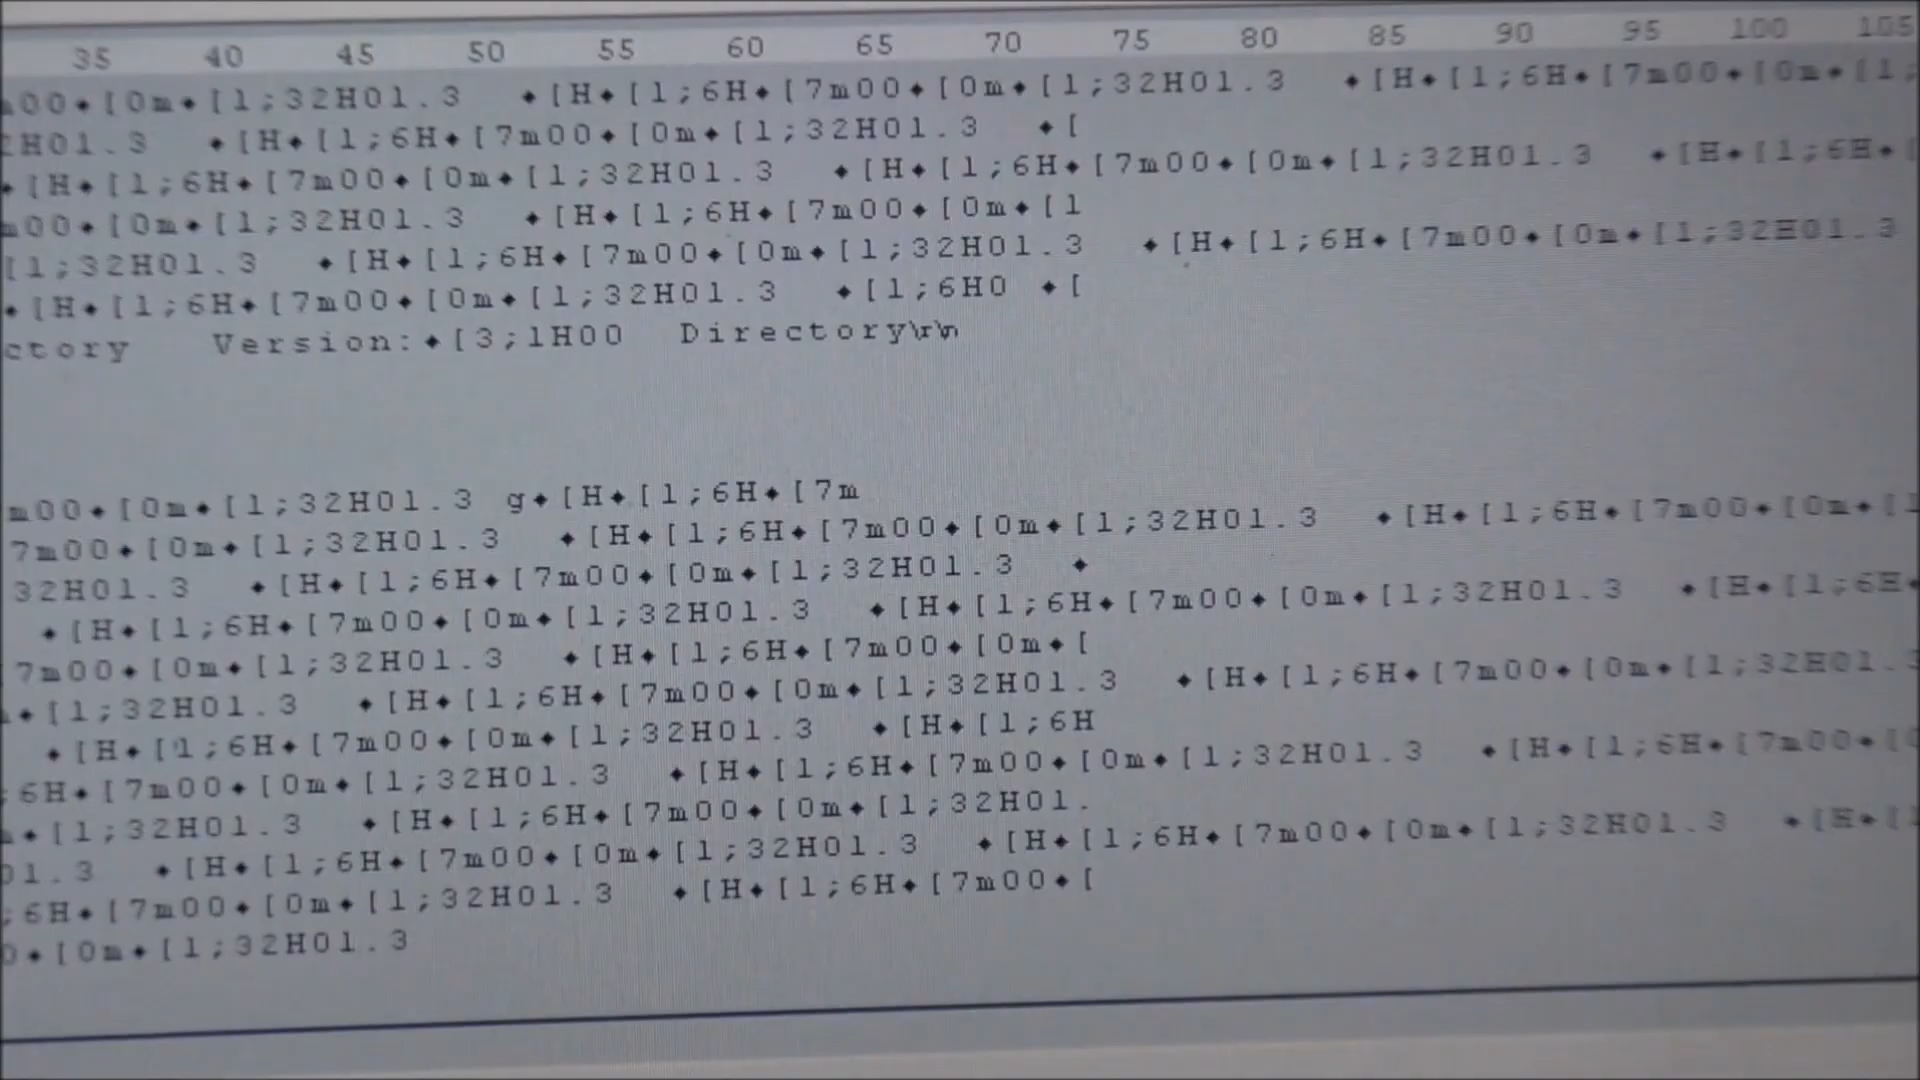 35 40 45 50 55 60 65 70 75 80 85 90 95 100 105
m00◆[0m◆[1;32H01.3 ◆[H◆[1;6H◆[7m00◆[0m◆[1;32H01.3 ◆[H◆[1;6H◆[7m00◆[0m◆[1;
2H01.3 ◆[H◆[1;6H◆[7m00◆[0m◆[1;32H01.3 ◆[
◆[H◆[1;6H◆[7m00◆[0m◆[1;32H01.3 ◆[H◆[1;6H◆[7m00◆[0m◆[1;32H01.3 ◆[H◆[1;6H◆[
m00◆[0m◆[1;32H01.3 ◆[H◆[1;6H◆[7m00◆[0m◆[1
[1;32H01.3 ◆[H◆[1;6H◆[7m00◆[0m◆[1;32H01.3 ◆[H◆[1;6H◆[7m00◆[0m◆[1;32H01.3
◆[H◆[1;6H◆[7m00◆[0m◆[1;32H01.3 ◆[1;6H0 ◆[
ctory Version:◆[3;1H00 Directory\r\n
m00◆[0m◆[1;32H01.3 g◆[H◆[1;6H◆[7m
7m00◆[0m◆[1;32H01.3 ◆[H◆[1;6H◆[7m00◆[0m◆[1;32H01.3 ◆[H◆[1;6H◆[7m00◆[0m◆[1
32H01.3 ◆[H◆[1;6H◆[7m00◆[0m◆[1;32H01.3 ◆
◆[H◆[1;6H◆[7m00◆[0m◆[1;32H01.3 ◆[H◆[1;6H◆[7m00◆[0m◆[1;32H01.3 ◆[H◆[1;6H◆
7m00◆[0m◆[1;32H01.3 ◆[H◆[1;6H◆[7m00◆[0m◆[
◆[1;32H01.3 ◆[H◆[1;6H◆[7m00◆[0m◆[1;32H01.3 ◆[H◆[1;6H◆[7m00◆[0m◆[1;32H01.3
◆[H◆[1;6H◆[7m00◆[0m◆[1;32H01.3 ◆[H◆[1;6H
;6H◆[7m00◆[0m◆[1;32H01.3 ◆[H◆[1;6H◆[7m00◆[0m◆[1;32H01.3 ◆[H◆[1;6H◆[7m00◆[0
◆[1;32H01.3 ◆[H◆[1;6H◆[7m00◆[0m◆[1;32H01.
01.3 ◆[H◆[1;6H◆[7m00◆[0m◆[1;32H01.3 ◆[H◆[1;6H◆[7m00◆[0m◆[1;32H01.3 ◆[H◆[1
;6H◆[7m00◆[0m◆[1;32H01.3 ◆[H◆[1;6H◆[7m00◆[
0◆[0m◆[1;32H01.3